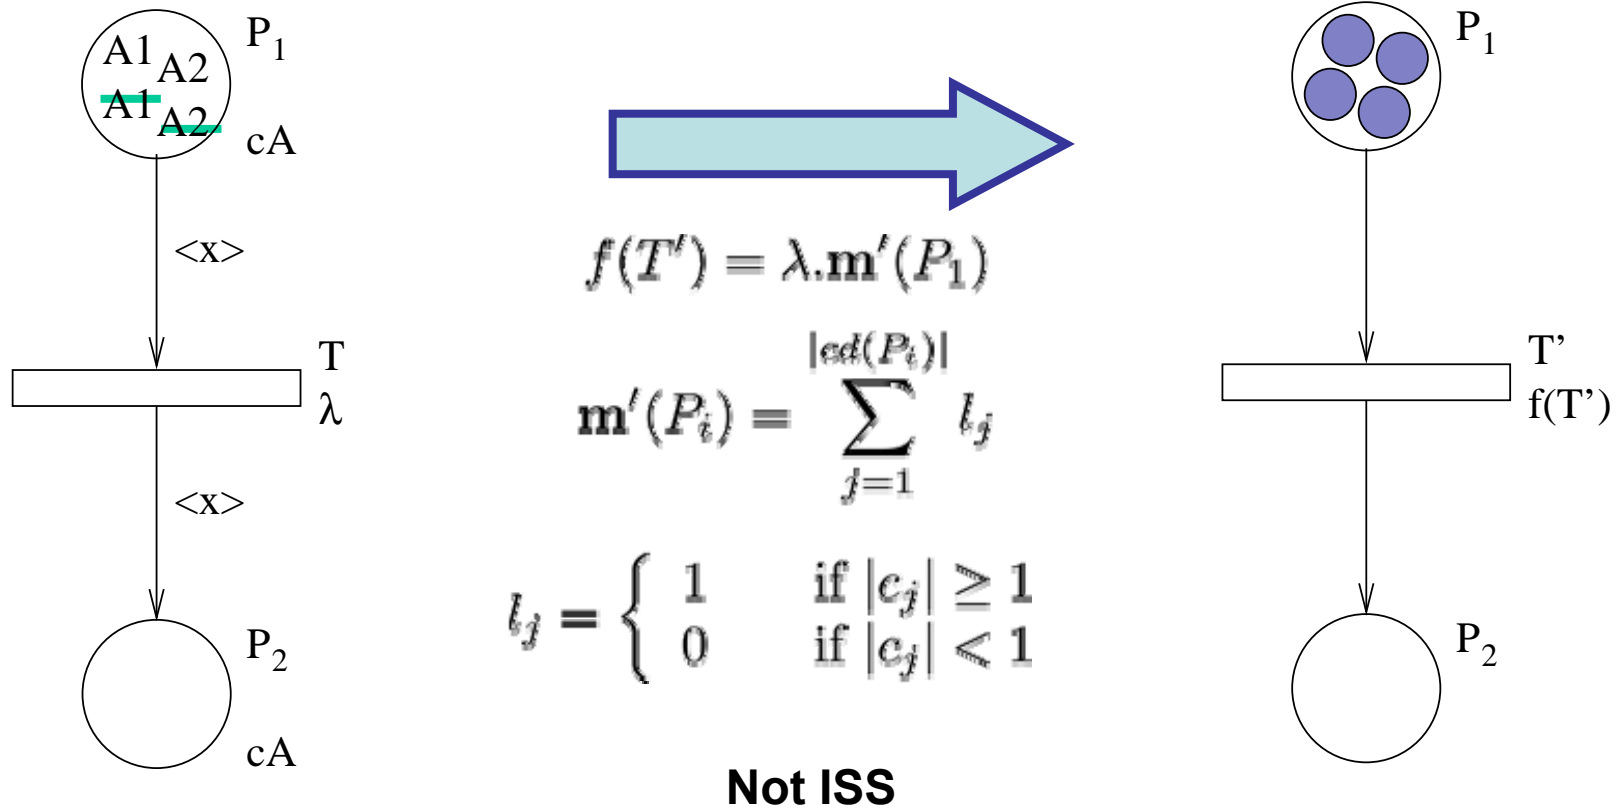 P1
A1 A2
A1 A2
cA
<x>
T
λ
<x>
P2
cA
f(T′) = λ.m′(P1)
m′(Pi) = ∑_{j=1}^{|cd(Pi)|} lj
lj = { 1 if |cj| ≥ 1
0 if |cj| < 1
Not ISS
P1
T’
f(T’)
P2